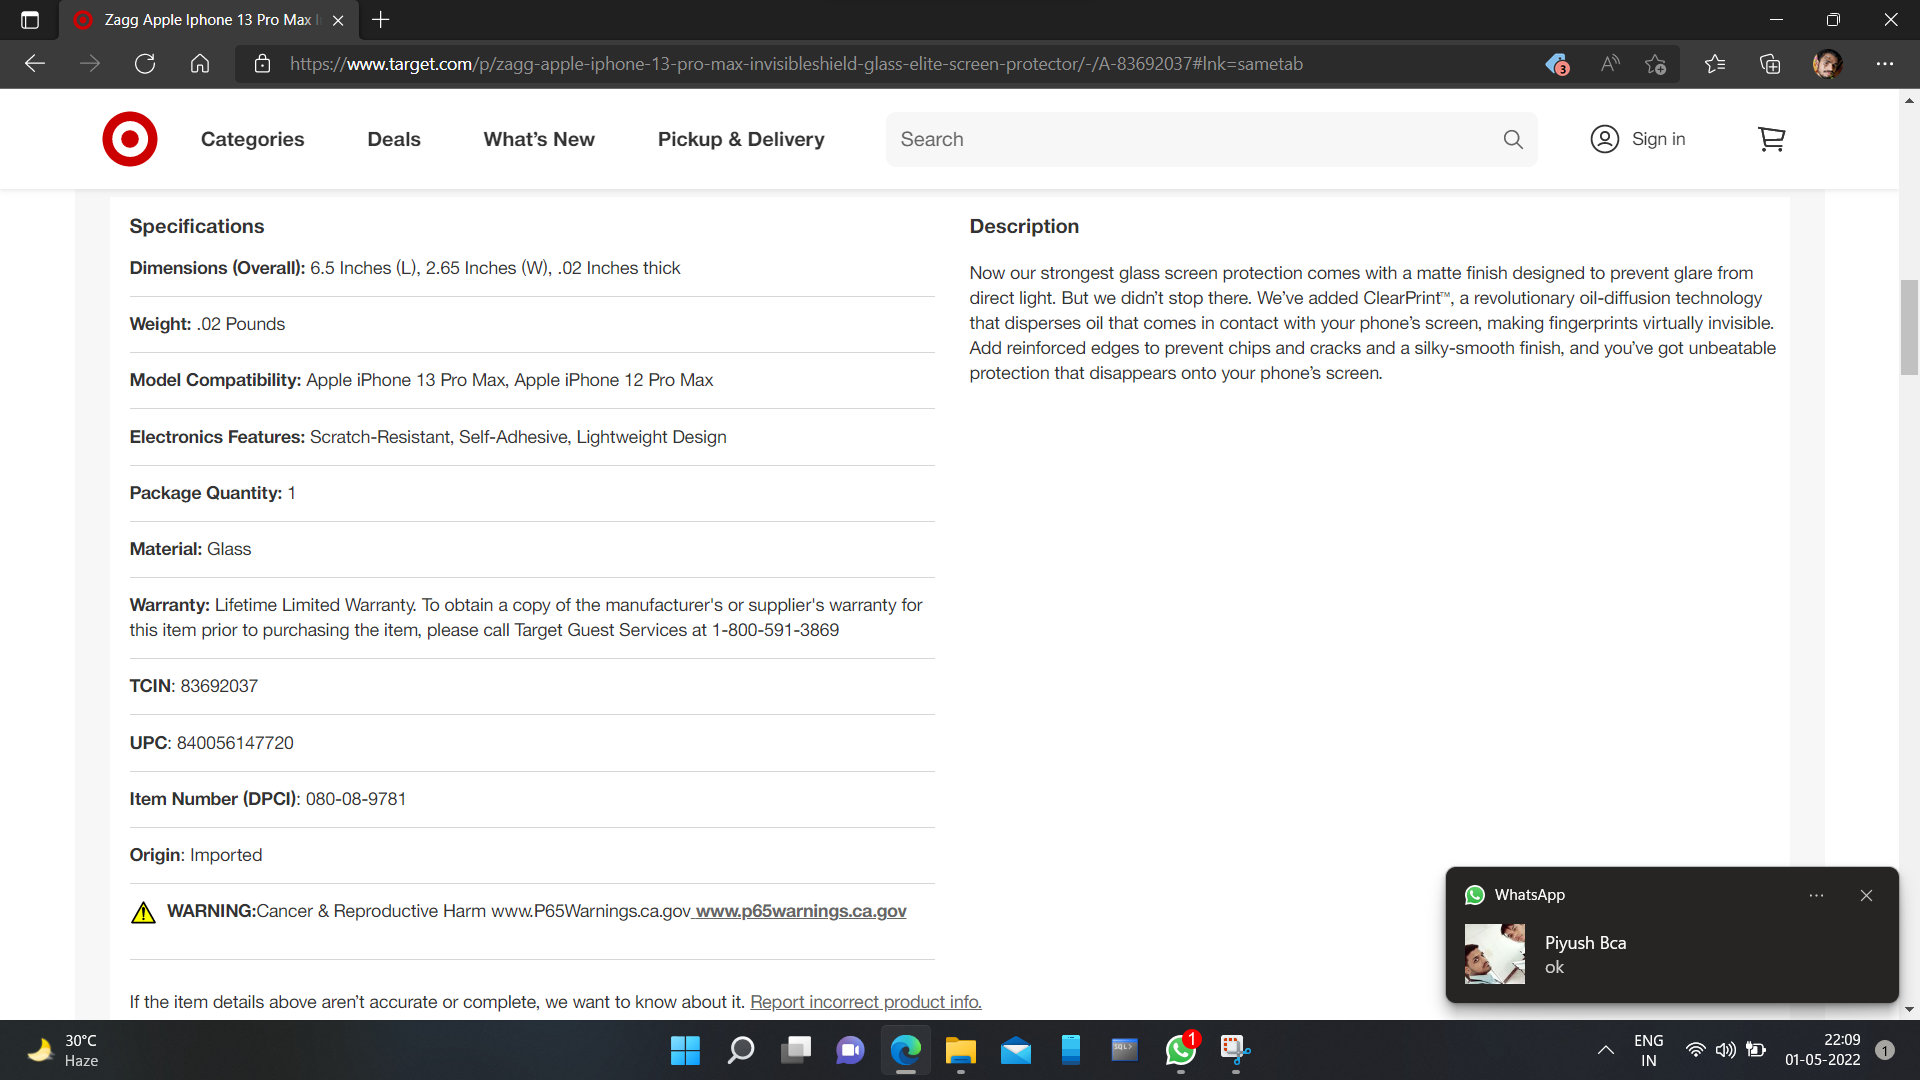 Zagg Apple Iphone 13 Pro Max
https://www.target.com/p/zagg-apple-iphone-13-pro-max-invisibleshield-glass-elite-screen-protector/-/A-83692037#lnk=sametab
3
Categories
Deals
What's New
Pickup & Delivery
Search
Sign in
Specifications
Dimensions (Overall): 6.5 Inches (L), 2.65 Inches (W), .02 Inches thick
Weight: .02 Pounds
Model Compatibility: Apple iPhone 13 Pro Max, Apple iPhone 12 Pro Max
Electronics Features: Scratch-Resistant, Self-Adhesive, Lightweight Design
Package Quantity: 1
Material: Glass
Warranty: Lifetime Limited Warranty. To obtain a copy of the manufacturer's or supplier's warranty for
this item prior to purchasing the item, please call Target Guest Services at 1-800-591-3869
TCIN: 83692037
UPC: 840056147720
Item Number (DPCI): 080-08-9781
Origin: Imported
WARNING:Cancer & Reproductive Harm www.P65Warnings.ca.gov www.p65warnings.ca.gov
If the item details above aren't accurate or complete, we want to know about it. Report incorrect product info.
Description
Now our strongest glass screen protection comes with a matte finish designed to prevent glare from
direct light. But we didn't stop there. We've added ClearPrint™, a revolutionary oil-diffusion technology
that disperses oil that comes in contact with your phone's screen, making fingerprints virtually invisible.
Add reinforced edges to prevent chips and cracks and a silky-smooth finish, and you've got unbeatable
protection that disappears onto your phone's screen.
WhatsApp
Piyush Bca
ok
30°C
Haze
SQL>
1
ENG
IN
22:09
01-05-2022
1